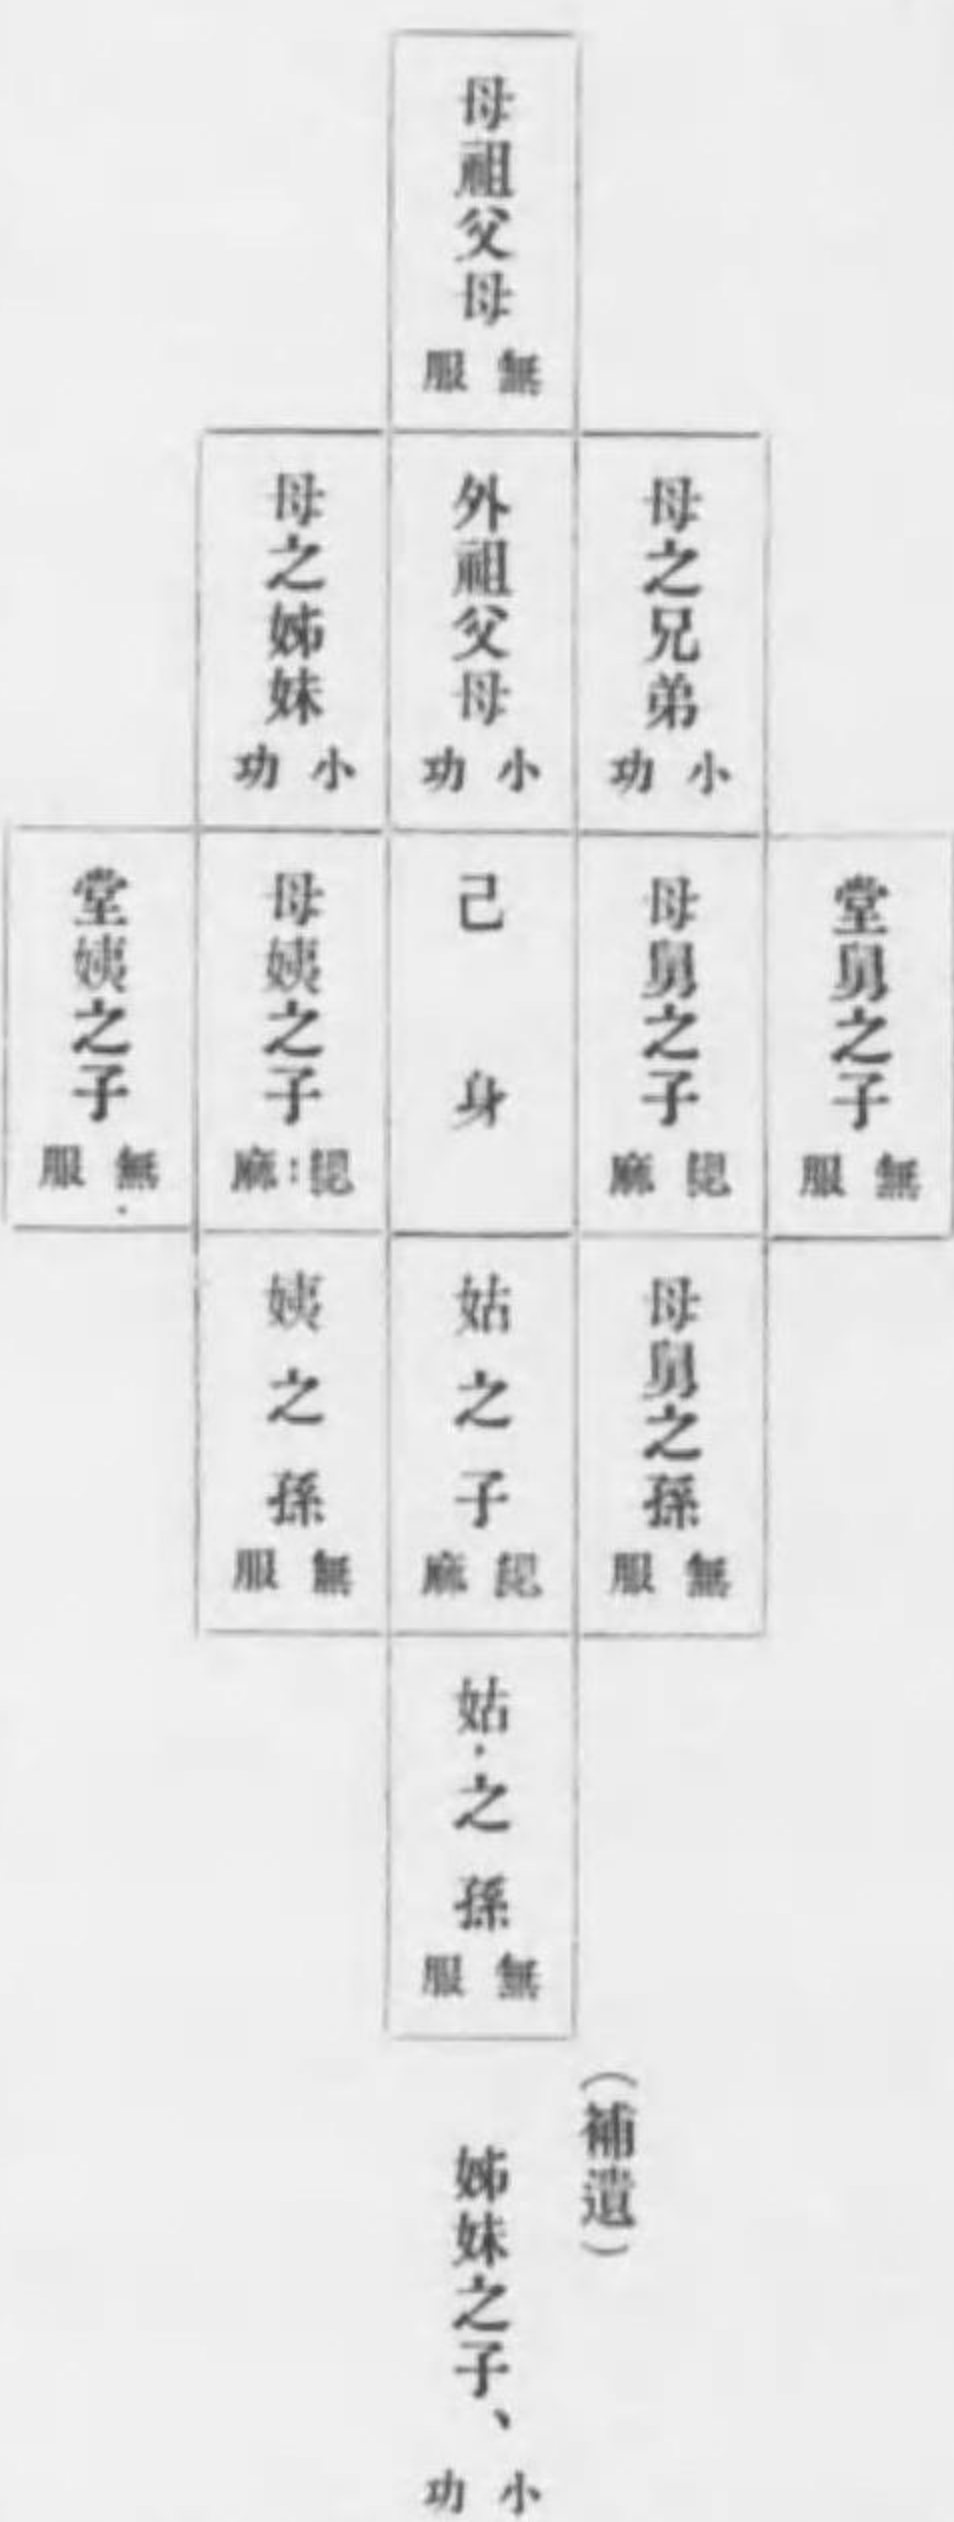 母祖父母
無服
母之兄弟
小功
外祖父母
小功
母之姊妹
小功
堂舅之子
無服
母舅之子
緦麻
己身
母姨之子
緦麻
堂姨之子
無服
母舅之孫
無服
姑之子
緦麻
姨之孫
無服
姑之孫
無服
(補遺)
姊妹之子、
小功